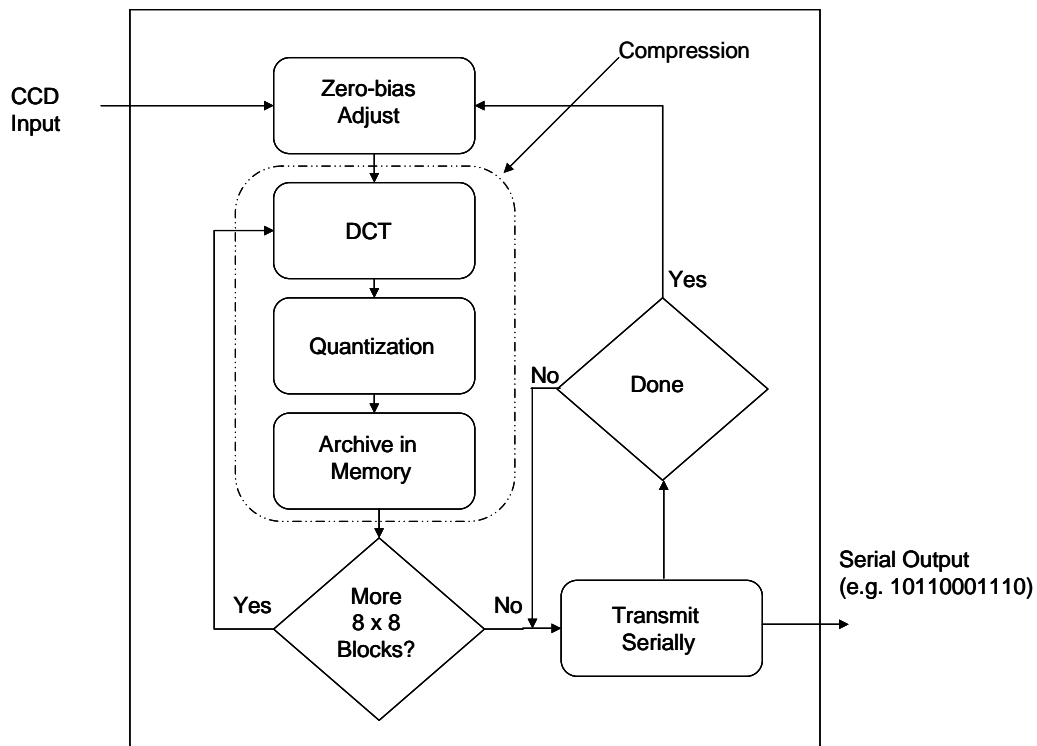 Compression
CCD
Input
Zero-bias
Adjust
DCT
Yes
Quantization
No
Done
Archive in
Memory
Serial Output
(e.g. 10110001110)
Yes
More
8 x 8
Blocks?
No
Transmit
Serially